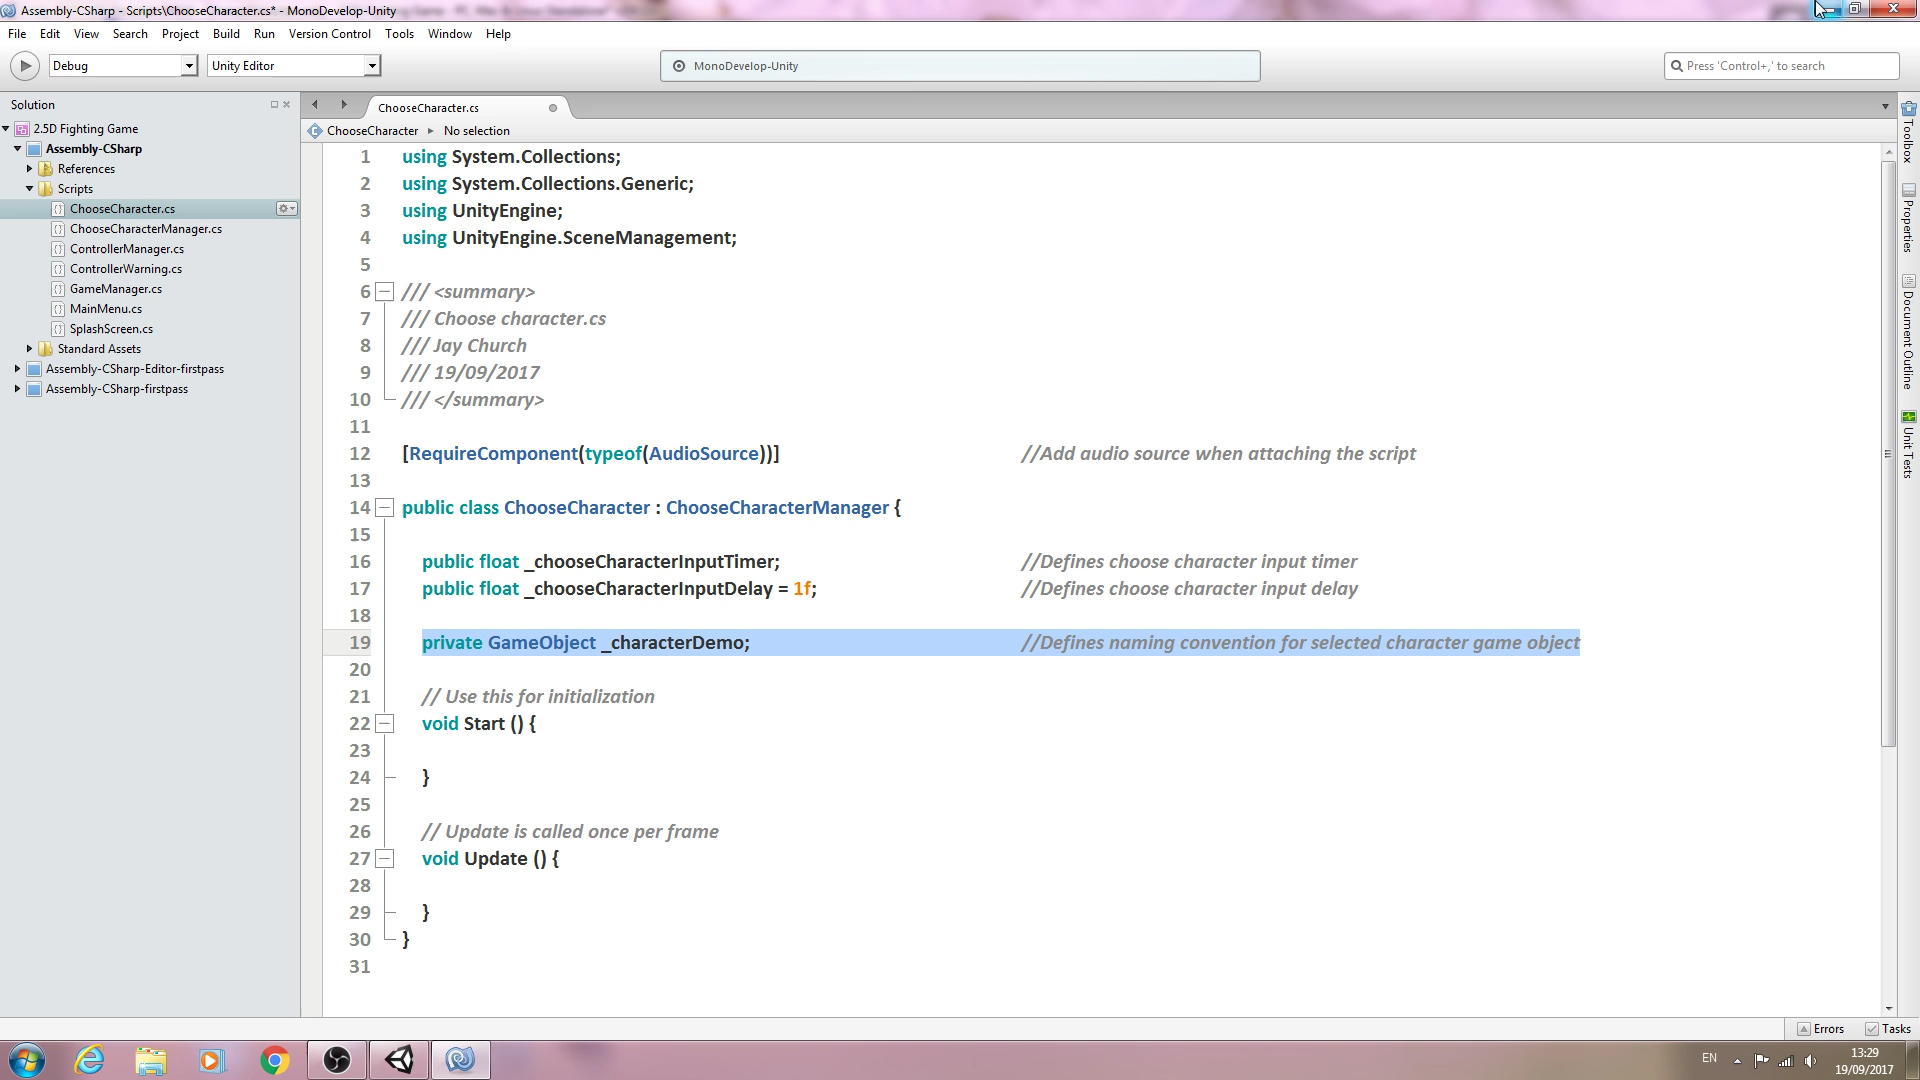 Assembly-CSharp - Scripts\ChooseCharacter.cs* - MonoDevelop-Unity
File Edit View Search Project Build Run Version Control Tools Window Help
Debug Unity Editor MonoDevelop-Unity Press 'Control+,' to search
Solution
2.5D Fighting Game
Assembly-CSharp
References
Scripts
ChooseCharacter.cs
ChooseCharacterManager.cs
ControllerManager.cs
ControllerWarning.cs
GameManager.cs
MainMenu.cs
SplashScreen.cs
Standard Assets
Assembly-CSharp-Editor-firstpass
Assembly-CSharp-firstpass
ChooseCharacter.cs
ChooseCharacter No selection
1 using System.Collections;
2 using System.Collections.Generic;
3 using UnityEngine;
4 using UnityEngine.SceneManagement;
5
6 /// <summary>
7 /// Choose character.cs
8 /// Jay Church
9 /// 19/09/2017
10 /// </summary>
11
12 [RequireComponent(typeof(AudioSource))] //Add audio source when attaching the script
13
14 public class ChooseCharacter : ChooseCharacterManager {
15
16 public float _chooseCharacterInputTimer; //Defines choose character input timer
17 public float _chooseCharacterInputDelay = 1f; //Defines choose character input delay
18
19 private GameObject _characterDemo; //Defines naming convention for selected character game object
20
21 // Use this for initialization
22 void Start () {
23
24 }
25
26 // Update is called once per frame
27 void Update () {
28
29 }
30 }
31
Toolbox
Properties
Document Outline
Unit Tests
Errors Tasks
EN
13:29
19/09/2017